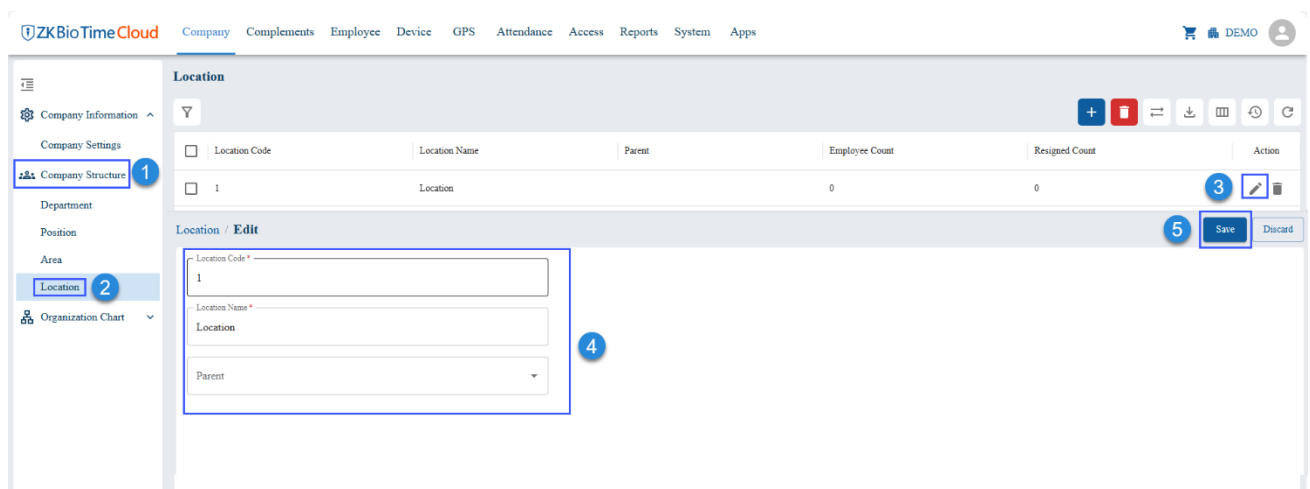 ZKBioTime Cloud Company Complements Employee Device GPS Attendance Access Reports System Apps DEMO
Location
Company Information
Company Settings
Company Structure 1
Department
Position
Area
Location 2
Organization Chart
Location Code Location Name Parent Employee Count Resigned Count Action
1 Location 0 0 3
Location / Edit 5 Save Discard
Location Code *
1
Location Name *
Location
4
Parent